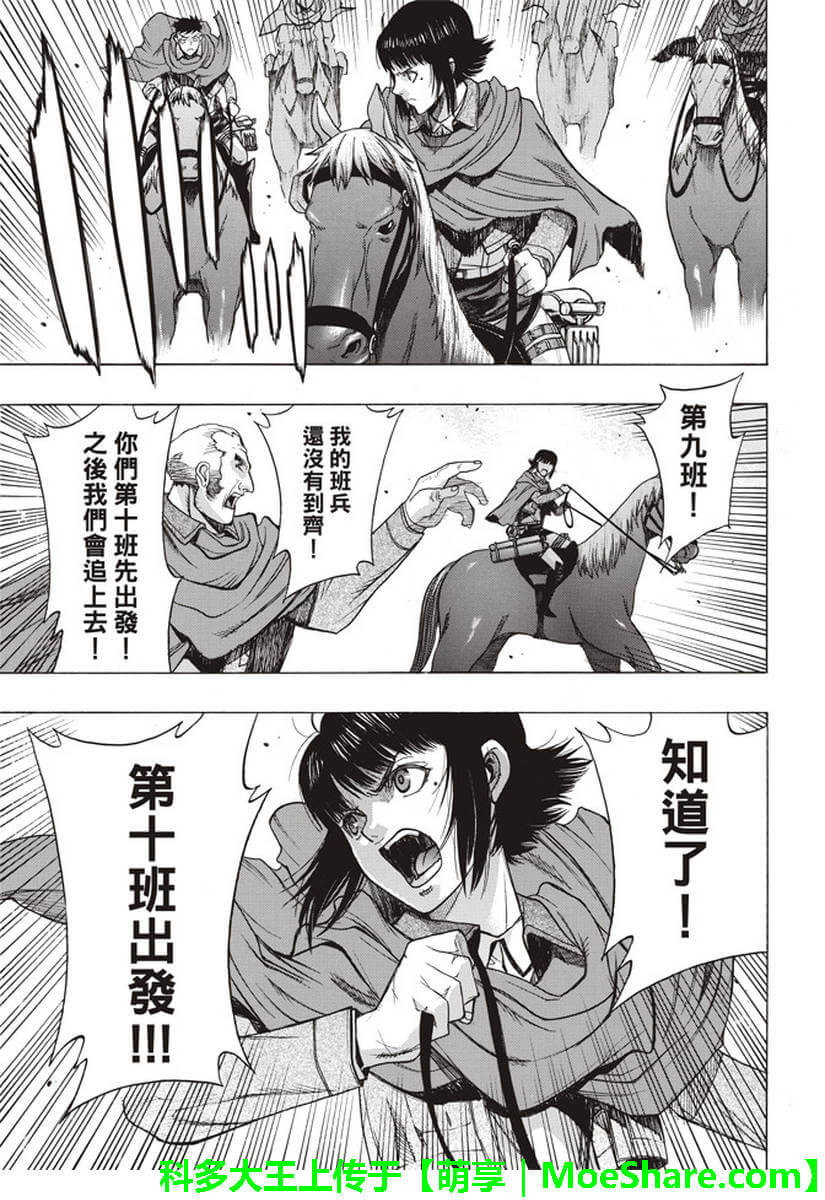 第九班！
我的班兵
還沒有到齊！
你們第十班先出發！
之後我們會追上去！
知道了！
第十班出發!!!
科多大王上传于【萌享】MoeShare.com】